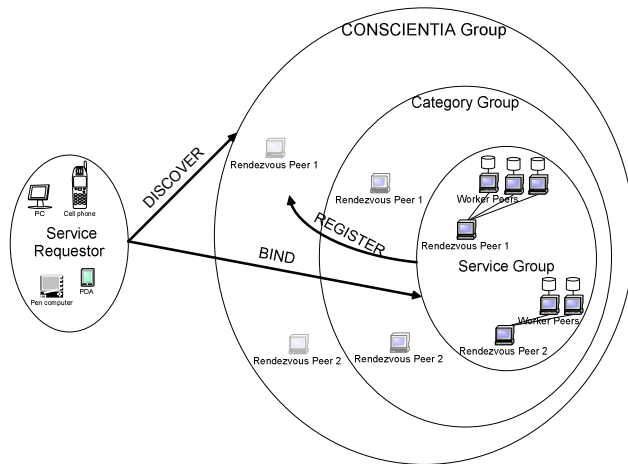 CONSCIENTIA Group
Category Group
Rendezvous Peer 1
DISCOVER
Rendezvous Peer 1
Worker Peers
PC
Cell phone
REGISTER
Rendezvous Peer 1
Service
Requestor
BIND
Service Group
PDA
Pen computer
Worker Peers
Rendezvous Peer 2
Rendezvous Peer 2
Rendezvous Peer 2